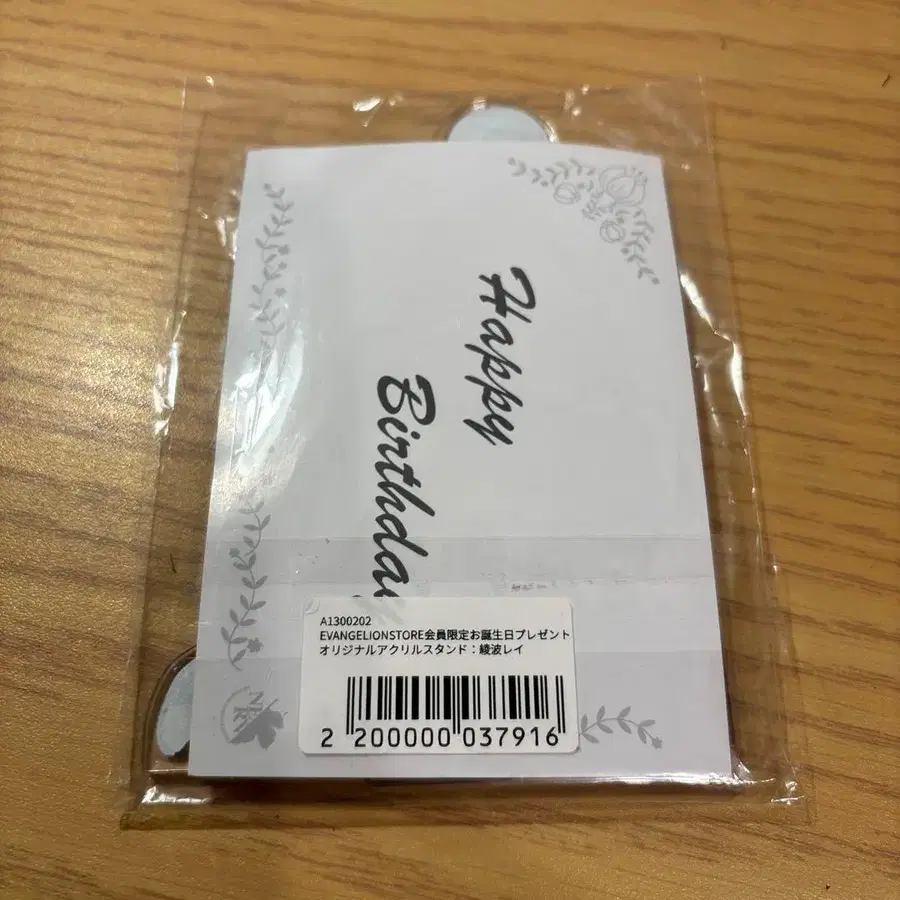 Happy
Birthday
A1300202
EVANGELIONSTORE会員限定お誕生日プレゼント
オリジナルアクリルスタンド：綾波レイ
2 200000 037916